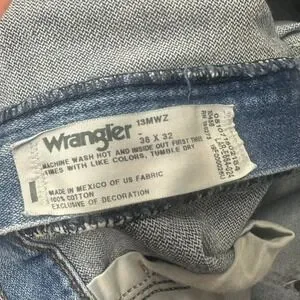 Wrangler
13MWZ
36 X 32
MACHINE WASH HOT AND INSIDE OUT FIRST THREE
TIMES WITH LIKE COLORS, TUMBLE DRY
MADE IN MEXICO OF US FABRIC
100% COTTON
EXCLUSIVE OF DECORATION